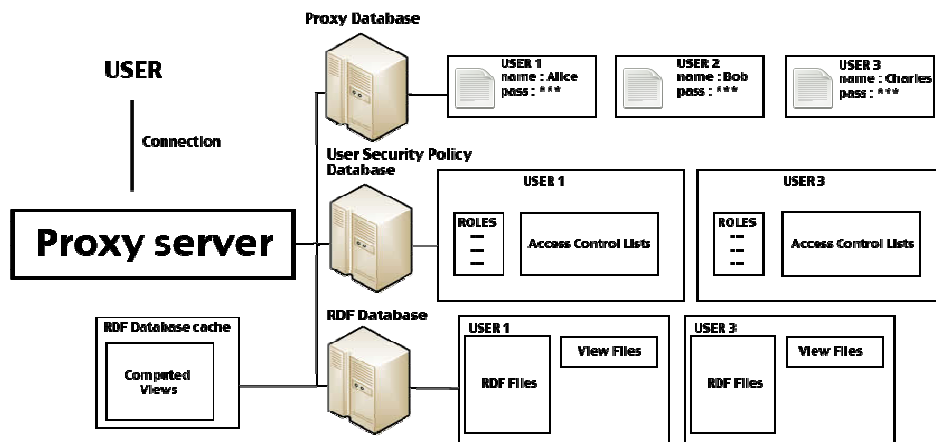 Proxy Database
USER
Connection
Proxy server
USER 1
name : Alice
pass : ***
USER 2
name : Bob
pass : ***
USER 3
name : Charles
pass : ***
User Security Policy
Database
USER 1
ROLES
---
---
---
Access Control Lists
USER 3
ROLES
---
---
---
Access Control Lists
RDF Database cache
Computed
Views
RDF Database
USER 1
RDF Files
View Files
USER 3
RDF Files
View Files